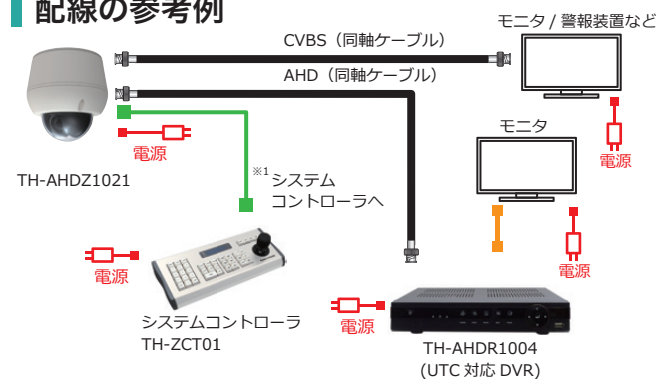 配線の参考例
モニタ / 警報装置など
CVBS（同軸ケーブル）
AHD（同軸ケーブル）
電源
モニタ
電源
TH-AHDZ1021
※1システム
コントローラへ
電源
電源
システムコントローラ
TH-ZCT01
電源
TH-AHDR1004
(UTC 対応 DVR)